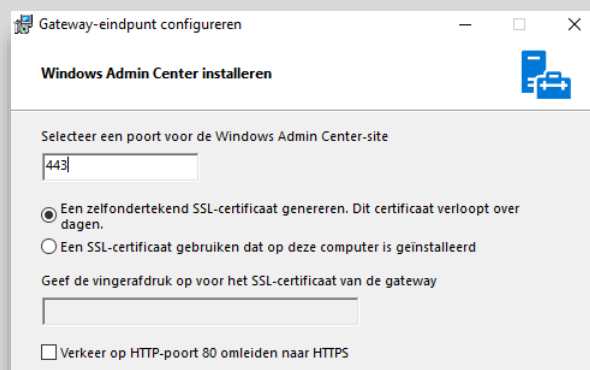 Gateway-eindpunt configureren
Windows Admin Center installeren
Selecteer een poort voor de Windows Admin Center-site
443
Een zelfondertekend SSL-certificaat genereren. Dit certificaat verloopt over
dagen.
Een SSL-certificaat gebruiken dat op deze computer is geïnstalleerd
Geef de vingerafdruk op voor het SSL-certificaat van de gateway
Verkeer op HTTP-poort 80 omleiden naar HTTPS